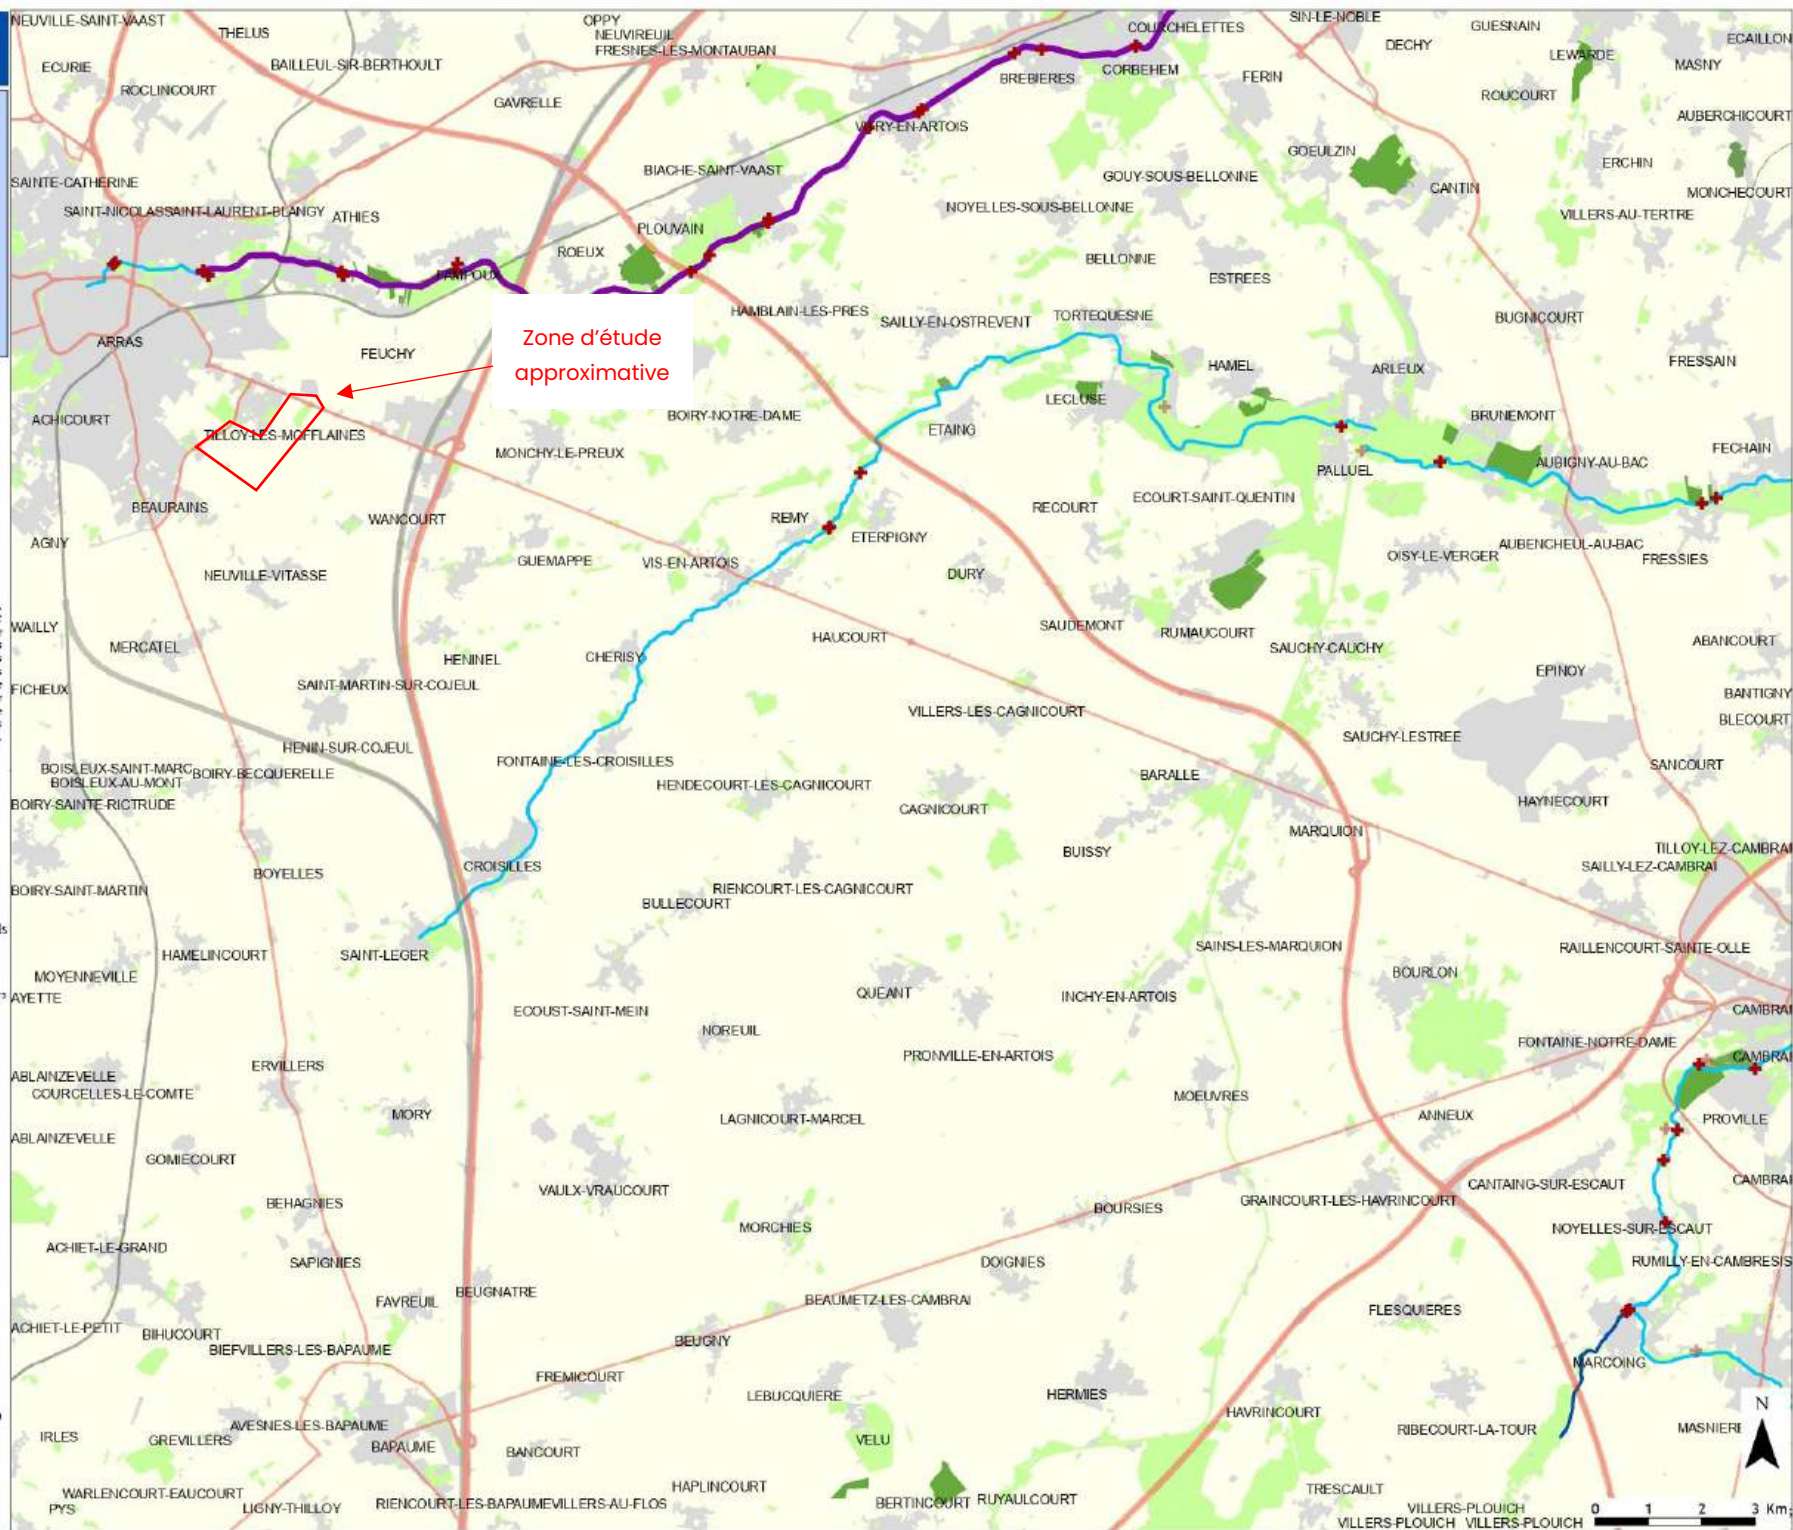 NEUVILLE-SAINT-VAAST
THELUS
OPPY
NEUVIREUIL
FRESNES-LES-MONTAUBAN
COURCHELETTES
SIN-LE-NOBLE
GUESNAIN
DECHY
ECAILLON
LEWARDE
MASNY
ECURIE
BAILLEUL-SIR-BERTHOULT
ROCLINCOURT
GAVRELLE
BREBIERES
CORBEHEM
FERIN
ROUCOURT
AUBERCHICOURT
VITRY-EN-ARTOIS
GOEULZIN
ERCHIN
BIACHE-SAINT-VAAST
GOUY-SOUS-BELLONNE
CANTIN
MONCHECOURT
SAINTE-CATHERINE
SAINT-NICOLAS
SAINT-LAURENT-BLANGY
ATHIES
NOYELLES-SOUS-BELLONNE
VILLERS-AU-TERTRE
PLOUVAIN
ROEUX
BELLONNE
ESTREES
FAMPOUX
HAMBLAIN-LES-PRES
SAILLY-EN-OSTREVENT
TORTEQUESNE
BUGNICOURT
Zone d'étude
approximative
ARRAS
FEUCHY
HAMEL
ARLEUX
FRESSAIN
ACHICOURT
TILLOY-LES-MOFFLAINES
BOIRY-NOTRE-DAME
LECLUSE
ETAING
BRUNEMONT
MONCHY-LE-PREUX
PALLUEL
AUBIGNY-AU-BAC
FECHAIN
BEAURAINS
WANCOURT
REMY
ETERPIGNY
RECOURT
ECOURT-SAINT-QUENTIN
AGNY
NEUVILLE-VITASSE
GUEMAPPE
VIS-EN-ARTOIS
DURY
OISY-LE-VERGER
AUBENCHEUL-AU-BAC
FRESSIES
WAILLY
MERCATEL
HENINEL
CHERISY
HAUCOURT
SAUDEMONT
RUMAUCOURT
SAUCHY-CAUCHY
ABANCOURT
EPINOY
FICHEUX
SAINT-MARTIN-SUR-COJEUL
BANTIGNY
VILLERS-LES-CAGNICOURT
BLECOURT
SAUCHY-LESTREE
HENIN-SUR-COJEUL
BOISLEUX-SAINT-MARC
BOISLEUX-AU-MONT
BOIRY-BECQUERELLE
FONTAINE-LES-CROISILLES
HENDECOURT-LES-CAGNICOURT
BARALLE
SANCOURT
BOIRY-SAINTE-RICTRUDE
CAGNICOURT
HAYNECOURT
MARQUION
BUISSY
TILLOY-LEZ-CAMBRAI
SAILLY-LEZ-CAMBRAI
CROISILLES
BOYELLES
BOIRY-SAINT-MARTIN
RIENCOURT-LES-CAGNICOURT
BULLECOURT
SAINS-LES-MARQUION
RAILLENCOURT-SAINTE-OLLE
HAMELINCOURT
SAINT-LEGER
MOYENNEVILLE
BOURLON
AYETTE
QUEANT
INCHY-EN-ARTOIS
ECOUST-SAINT-MEIN
CAMBRAI
NOREUIL
PRONVILLE-EN-ARTOIS
FONTAINE-NOTRE-DAME
CAMBRAI
ABLAINZEVELLE
COURCELLES-LE-COMTE
ERVILLERS
MOEUVRES
MORY
LAGNICOURT-MARCEL
ANNEUX
PROVILLE
ABLAINZEVELLE
GOMIECOURT
VAULX-VRAUCOURT
CANTAING-SUR-ESCAUT
CAMBRAI
BEHAGNIES
BOURSIES
GRAINCOURT-LES-HAVRINCOURT
MORCHIES
NOYELLES-SUR-ESCAUT
ACHIET-LE-GRAND
SAPIGNIES
DOIGNIES
RUMILLY-EN-CAMBRESIS
FAVREUIL
BEUGNATRE
BEAUMETZ-LES-CAMBRAI
FLESQUIERES
ACHIET-LE-PETIT
BIHUCOURT
BIEFVILLERS-LES-BAPAUME
BEUGNY
MARCOING
FREMICOURT
LEBUCQUIERE
HERMIES
HAVRINCOURT
N
IRLES
GREVILLERS
AVESNES-LES-BAPAUME
BAPAUME
BANCOURT
VELU
RIBECOURT-LA-TOUR
MASNIERE
WARLENCOURT-EAUCOURT
PYS
LIGNY-THILLOY
RIENCOURT-LES-BAPAUME
VILLERS-AU-FLOS
HAPLINCOURT
BERTINCOURT
RUYAULCOURT
TRESCAULT
VILLERS-PLOUICH
VILLERS-PLOUICH
VILLERS-PLOUICH
0 1 2 3 Km